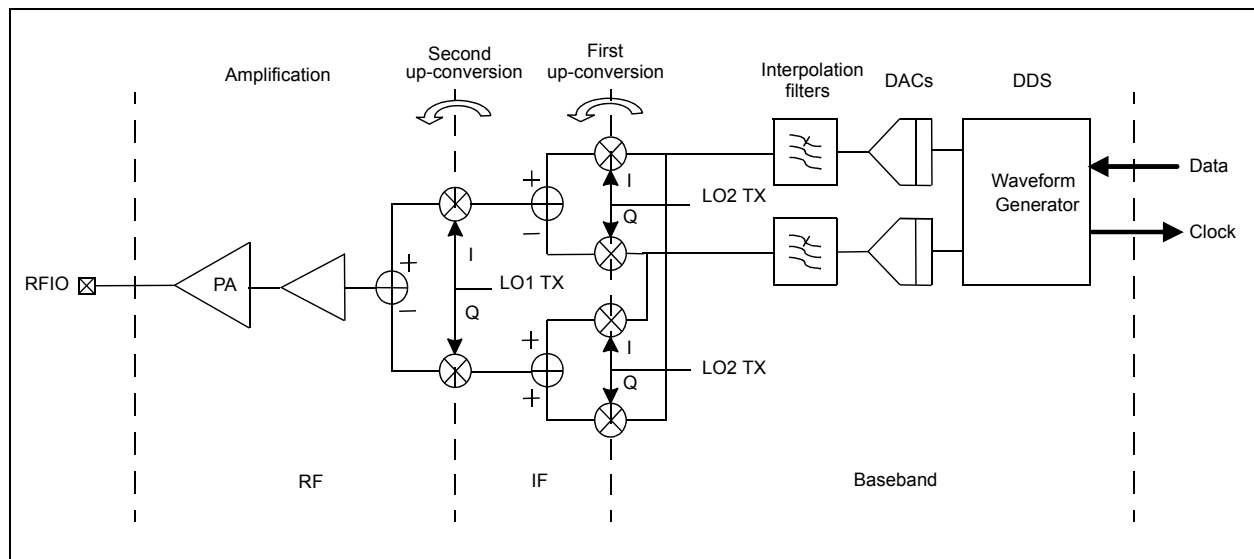 Amplification
Second
up-conversion
First
up-conversion
Interpolation
filters
DACs
DDS
I
Q
LO2 TX
Waveform
Generator
Data
Clock
RFIO
PA
I
Q
LO1 TX
I
Q
LO2 TX
+
−
+
−
+
+
RF
IF
Baseband